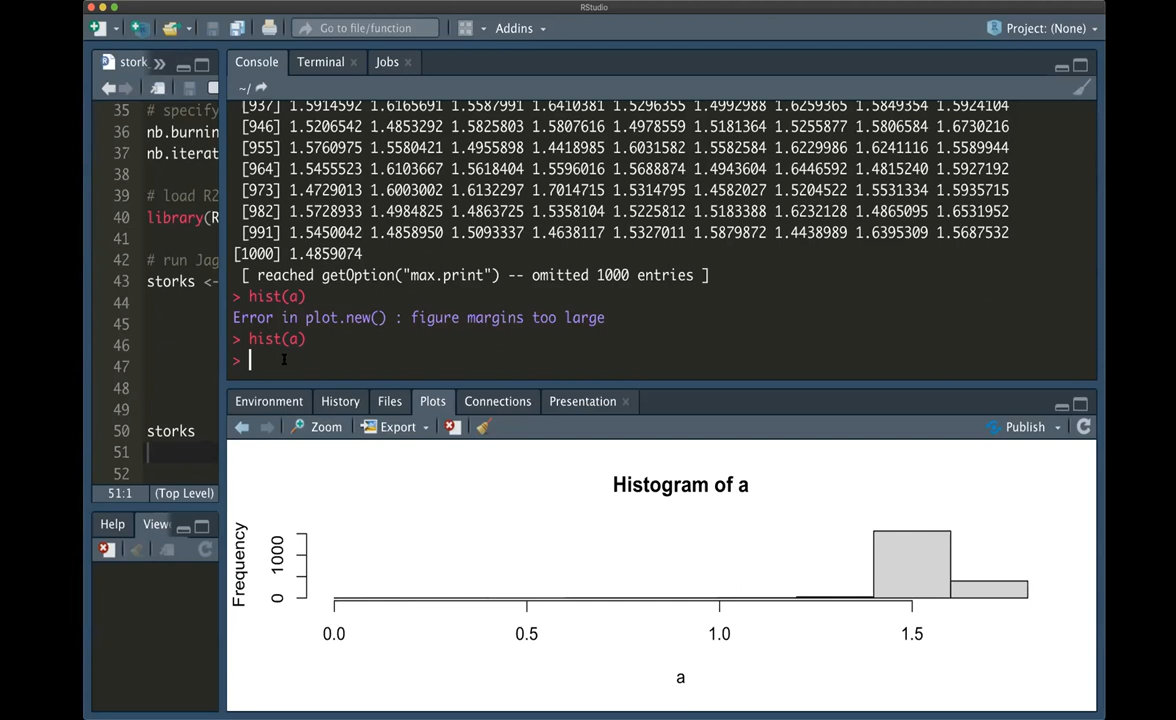 RStudio
Go to file/function
Addins
Project: (None)
stork
35 # specify
36 nb.burnin
37 nb.iterat
38
39 # load R2
40 library(R
41
42 # run Jag
43 storks <-
44
45
46
47
48
49
50 storks
51
52
51:1 (Top Level)
Help View
Console Terminal Jobs
~/
[937] 1.5914592 1.6165691 1.5587991 1.6410381 1.5296355 1.4992988 1.6259365 1.5849354 1.5924104
[946] 1.5206542 1.4853292 1.5825803 1.5807616 1.4978559 1.5181364 1.5255877 1.5806584 1.6730216
[955] 1.5760975 1.5580421 1.4955898 1.4418985 1.6031582 1.5582584 1.6229986 1.6241116 1.5589944
[964] 1.5455523 1.6103667 1.5618404 1.5596016 1.5688874 1.4943604 1.6446592 1.4815240 1.5927192
[973] 1.4729013 1.6003002 1.6132297 1.7014715 1.5314795 1.4582027 1.5204522 1.5531334 1.5935715
[982] 1.5728933 1.4984825 1.4863725 1.5358104 1.5225812 1.5183388 1.6232128 1.4865095 1.6531952
[991] 1.5450042 1.4858950 1.5093337 1.4638117 1.5327011 1.5879872 1.4438989 1.6395309 1.5687532
[1000] 1.4859074
[ reached getOption("max.print") -- omitted 1000 entries ]
> hist(a)
Error in plot.new() : figure margins too large
> hist(a)
>
Environment History Files Plots Connections Presentation
Zoom Export Publish
Histogram of a
Frequency
1000
0
0.0 0.5 1.0 1.5
a